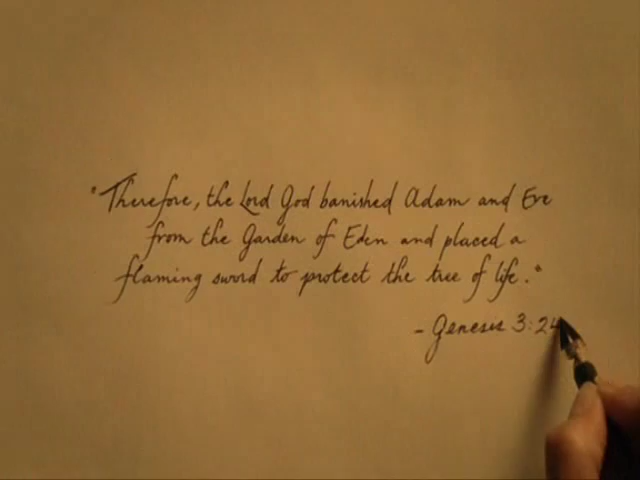 "Therefore, the Lord God banished Adam and Eve
from the Garden of Eden and placed a
flaming sword to protect the tree of life."
- Genesis 3:24